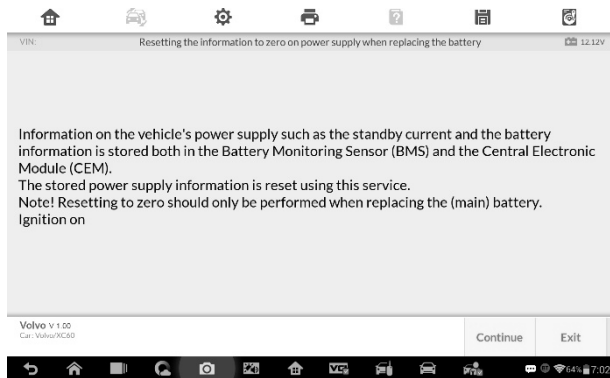 VIN: Resetting the information to zero on power supply when replacing the battery 12.12V
Information on the vehicle's power supply such as the standby current and the battery
information is stored both in the Battery Monitoring Sensor (BMS) and the Central Electronic
Module (CEM).
The stored power supply information is reset using this service.
Note! Resetting to zero should only be performed when replacing the (main) battery.
Ignition on
Volvo V 1.00
Car: Volvo/XC60
Continue Exit
64% 7:02